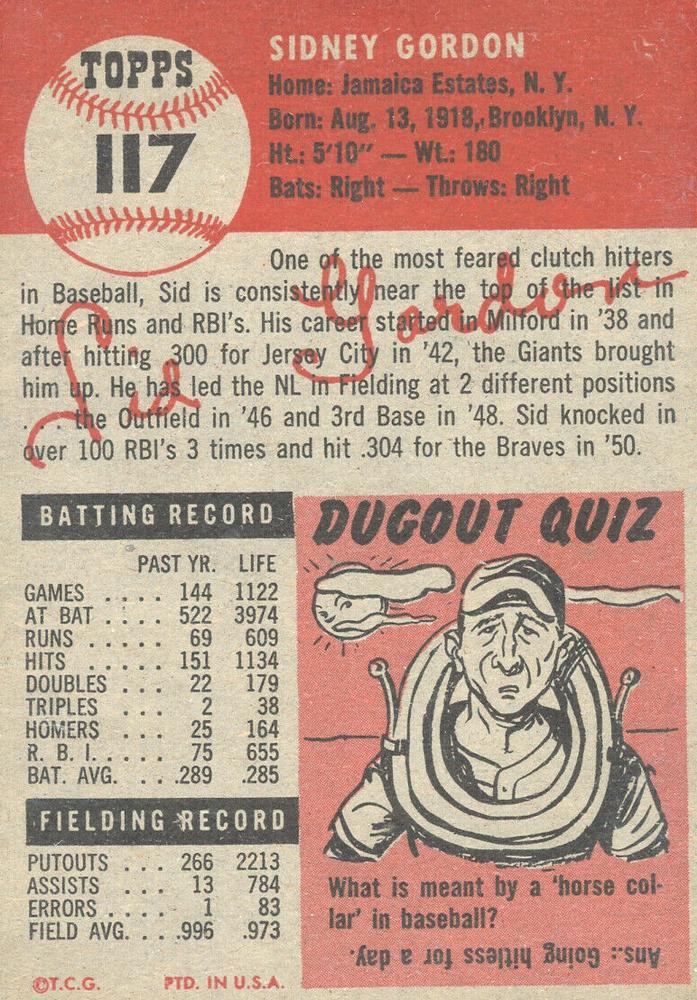 TOPPS
117
SIDNEY GORDON
Home: Jamaica Estates, N. Y.
Born: Aug. 13, 1918, Brooklyn, N. Y.
Ht.: 5'10" — Wt.: 180
Bats: Right — Throws: Right
One of the most feared clutch hitters
in Baseball, Sid is consistently near the top of the list in
Home Runs and RBI's. His career started in Milford in '38 and
after hitting .300 for Jersey City in '42, the Giants brought
him up. He has led the NL in Fielding at 2 different positions
. . . the Outfield in '46 and 3rd Base in '48. Sid knocked in
over 100 RBI's 3 times and hit .304 for the Braves in '50.
Sid Gordon
BATTING RECORD
PAST YR. LIFE
GAMES .... 144 1122
AT BAT .... 522 3974
RUNS ..... 69 609
HITS ..... 151 1134
DOUBLES ... 22 179
TRIPLES ... 2 38
HOMERS ... 25 164
R. B. I. .... 75 655
BAT. AVG. ... .289 .285
FIELDING RECORD
PUTOUTS ... 266 2213
ASSISTS ... 13 784
ERRORS .... 1 83
FIELD AVG. ... .996 .973
©T.C.G. PTD. IN U.S.A.
DUGOUT QUIZ
What is meant by a 'horse col-
lar' in baseball?
Ans.: Going hitless for a day.